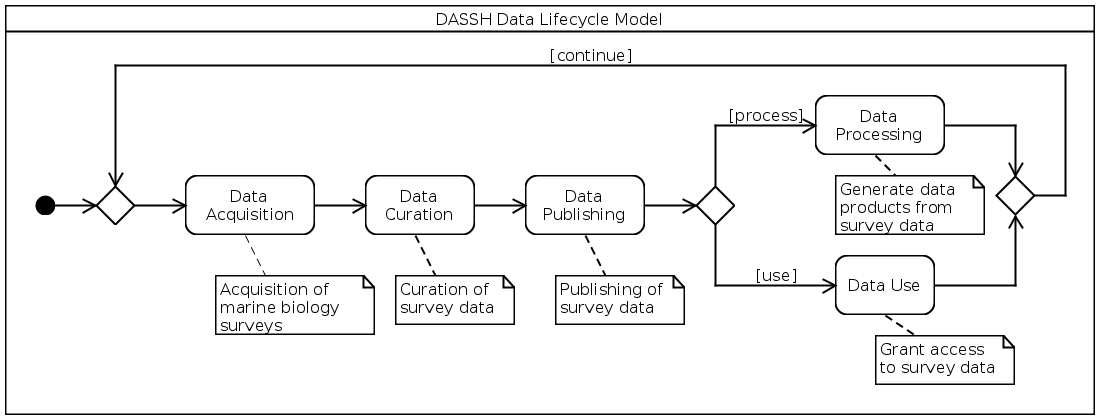 DASSH Data Lifecycle Model
[continue]
[process]
Data
Processing
Generate data
products from
survey data
Data
Acquisition
Data
Curation
Data
Publishing
Acquisition of
marine biology
surveys
Curation of
survey data
Publishing of
survey data
[use]
Data Use
Grant access
to survey data